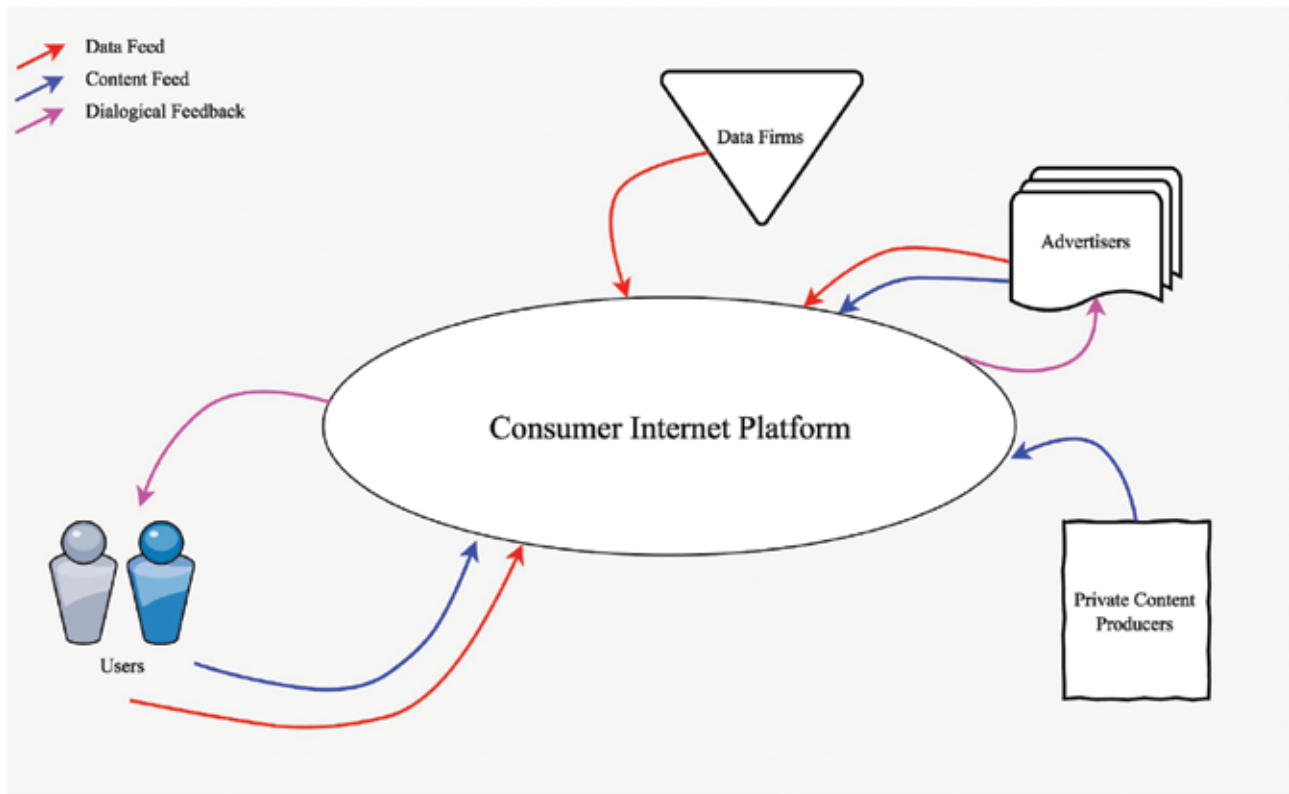 Data Feed
Content Feed
Dialogical Feedback
Data Firms
Advertisers
Consumer Internet Platform
Private Content
Producers
Users